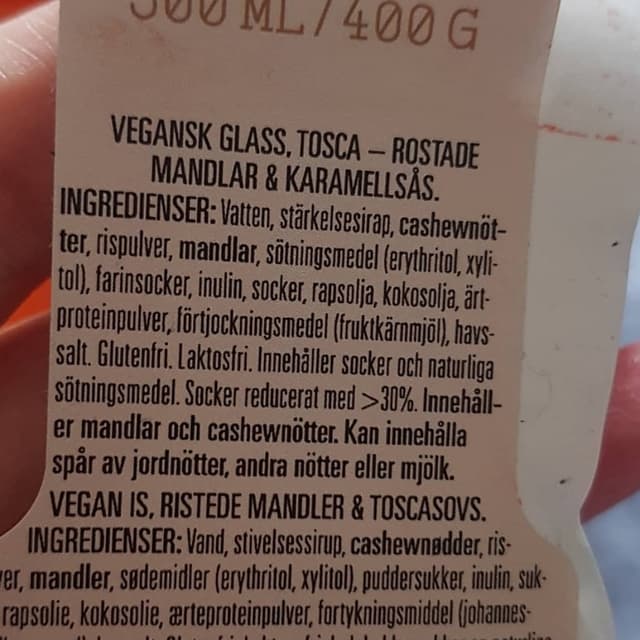 500 ML / 400 G
VEGANSK GLASS, TOSCA – ROSTADE
MANDLAR & KARAMELLSÅS.
INGREDIENSER: Vatten, stärkelsesirap, cashewnöt-
ter, rispulver, mandlar, sötningsmedel (erythritol, xyli-
tol), farinsocker, inulin, socker, rapsolja, kokosolja, ärt-
proteinpulver, förtjockningsmedel (fruktkärnmjöl), havs-
salt. Glutenfri. Laktosfri. Innehåller socker och naturliga
sötningsmedel. Socker reducerat med >30%. Innehåll-
er mandlar och cashewnötter. Kan innehålla
spår av jordnötter, andra nötter eller mjölk.
VEGAN IS, RISTEDE MANDLER & TOSCASOVS.
INGREDIENSER: Vand, stivelsessirup, cashewnødder, ris-
ver, mandler, sødemidler (erythritol, xylitol), puddersukker, inulin, suk-
rapsolie, kokosolie, ærteproteinpulver, fortykningsmiddel (johannes-